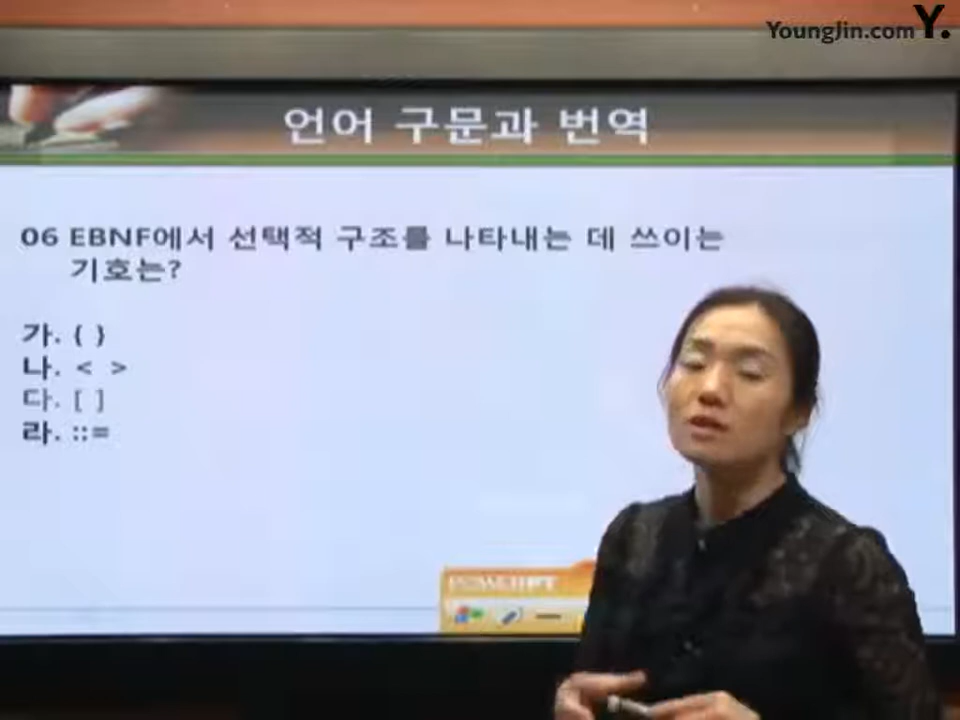 YoungJin.com Y.
언어 구문과 번역
06 EBNF에서 선택적 구조를 나타내는 데 쓰이는
기호는?
가. { }
나. < >
다. [ ]
라. ::=